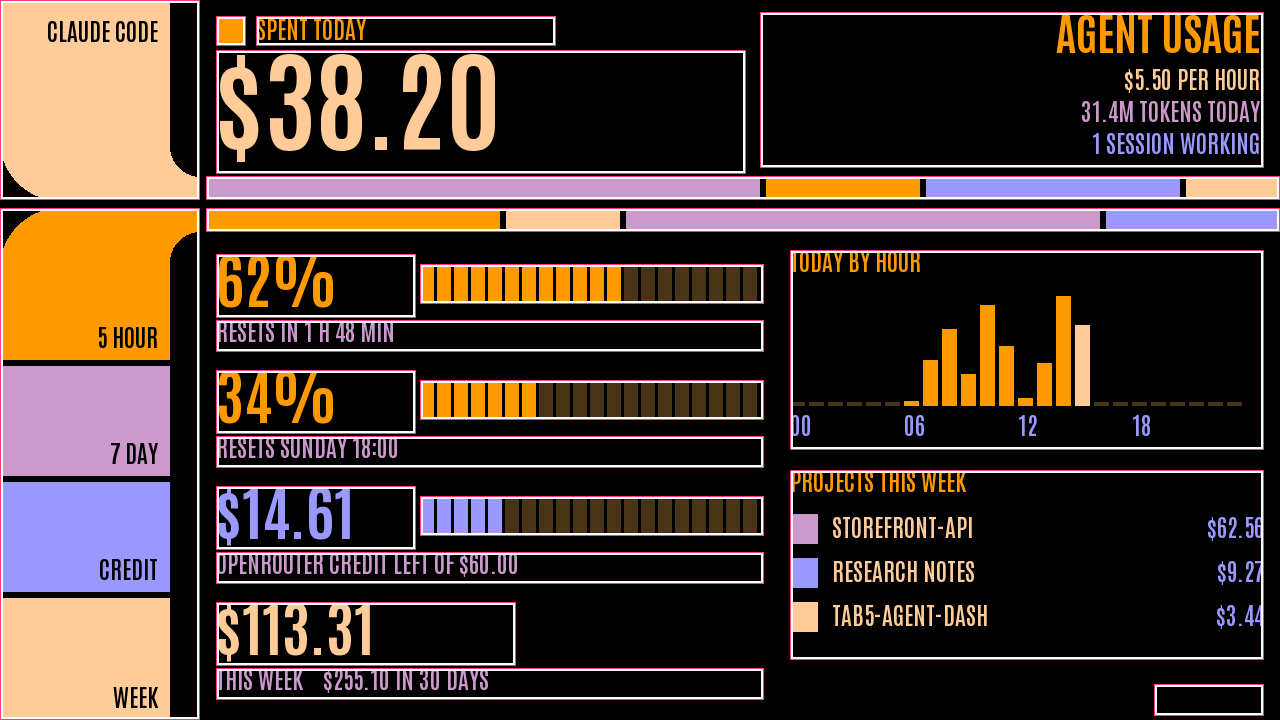 CLAUDE CODE
SPENT TODAY
$38.20
AGENT USAGE
$5.50 PER HOUR
31.4M TOKENS TODAY
1 SESSION WORKING
5 HOUR
62%
RESETS IN 1 H 48 MIN
7 DAY
34%
RESETS SUNDAY 18:00
CREDIT
$14.61
OPENROUTER CREDIT LEFT OF $60.00
WEEK
$113.31
THIS WEEK $255.10 IN 30 DAYS
TODAY BY HOUR
00 06 12 18
PROJECTS THIS WEEK
STOREFRONT-API $62.56
RESEARCH NOTES $9.27
TAB5-AGENT-DASH $3.44